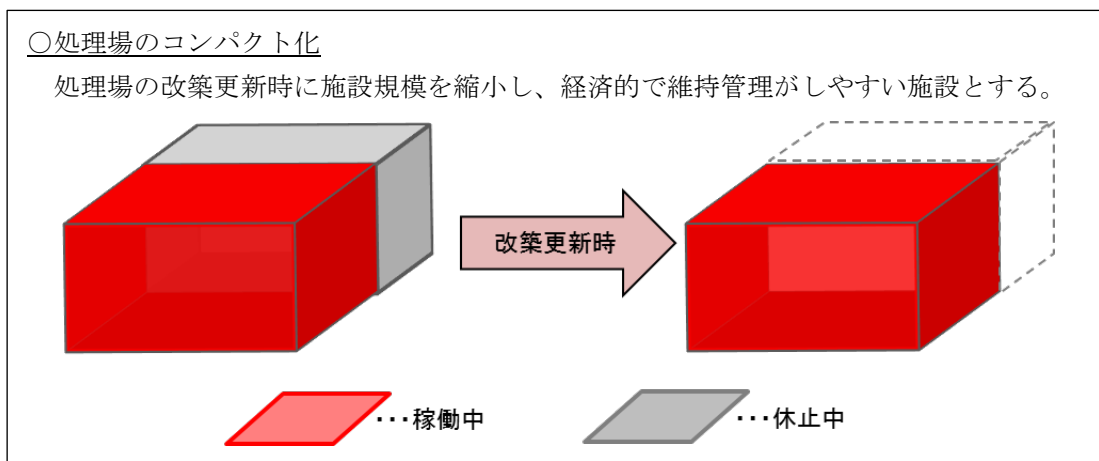 ○処理場のコンパクト化
処理場の改築更新時に施設規模を縮小し、経済的で維持管理がしやすい施設とする。
改築更新時
･･･稼働中
･･･休止中